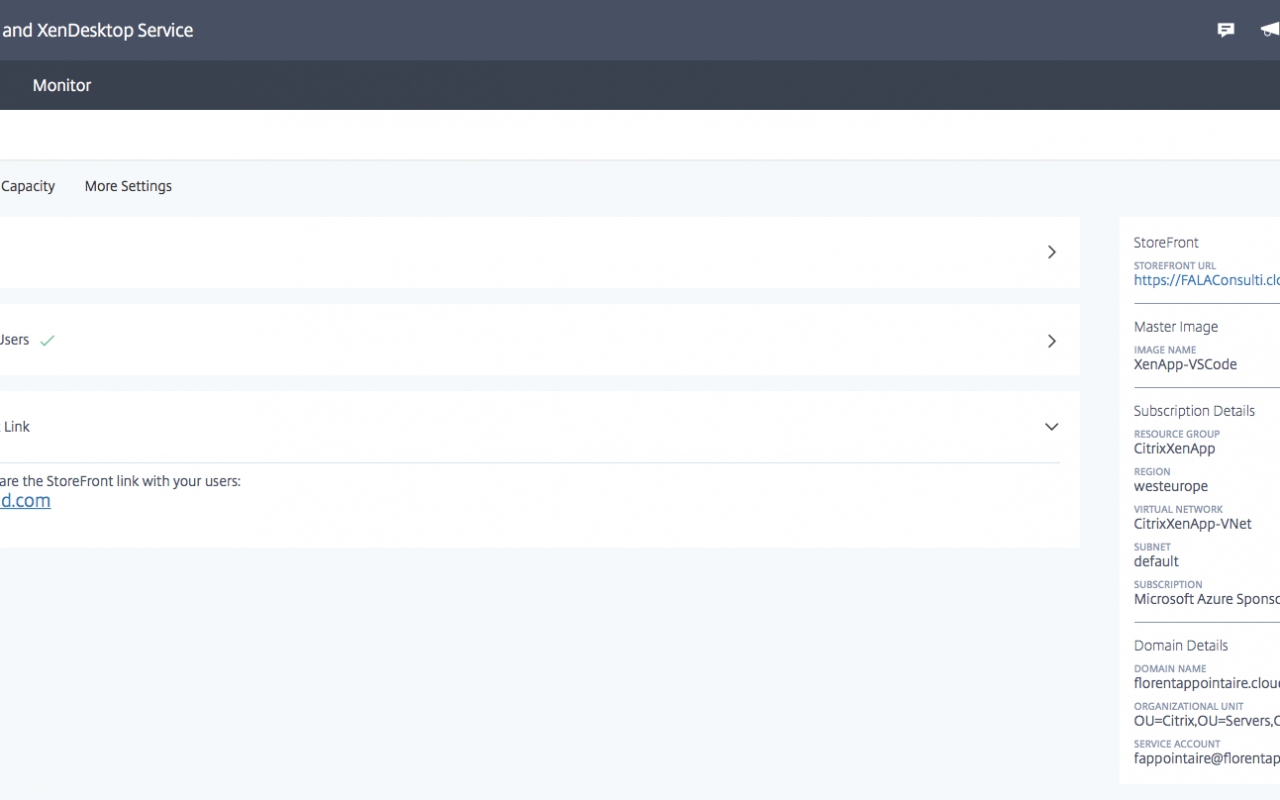 and XenDesktop Service
Monitor
Capacity
More Settings
Users
Link
are the StoreFront link with your users:
d.com
StoreFront
STOREFRONT URL
https://FALAConsulti.clo
Master Image
IMAGE NAME
XenApp-VSCode
Subscription Details
RESOURCE GROUP
CitrixXenApp
REGION
westeurope
VIRTUAL NETWORK
CitrixXenApp-VNet
SUBNET
default
SUBSCRIPTION
Microsoft Azure Sponso
Domain Details
DOMAIN NAME
florentappointaire.cloud
ORGANIZATIONAL UNIT
OU=Citrix,OU=Servers,
SERVICE ACCOUNT
fappointaire@florentap